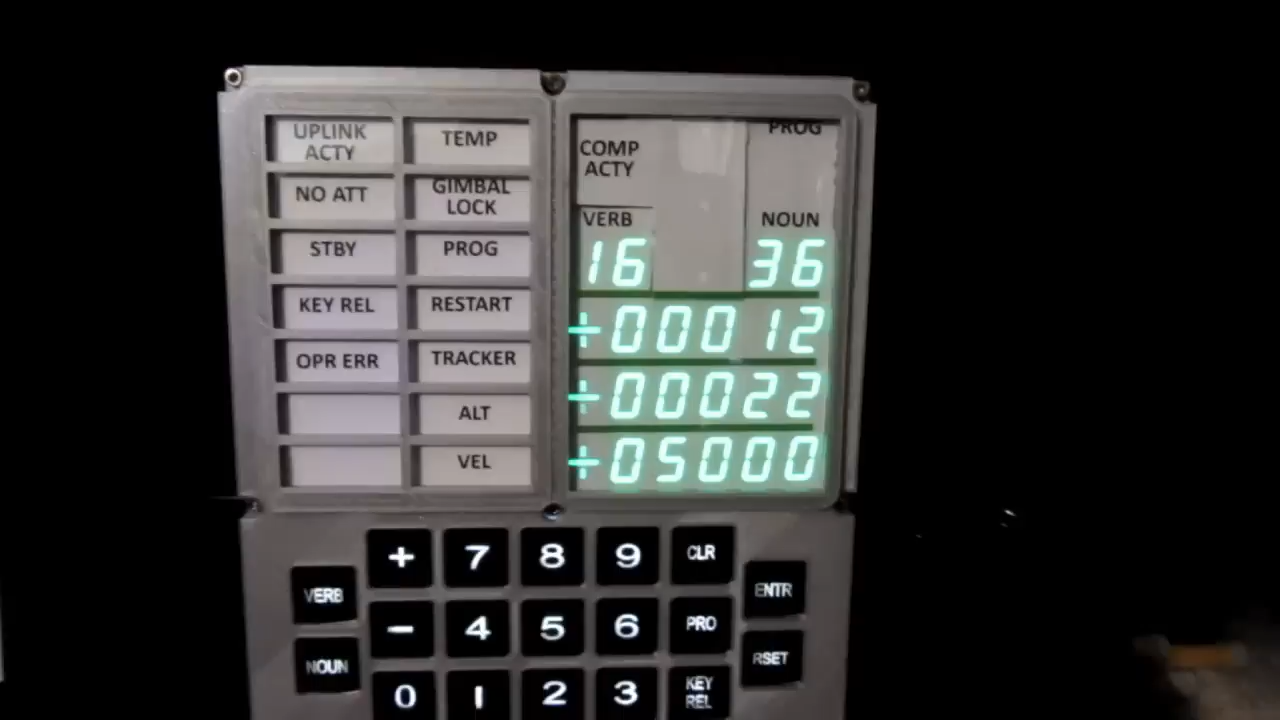 UPLINK ACTY
TEMP
NO ATT
GIMBAL LOCK
STBY
PROG
KEY REL
RESTART
OPR ERR
TRACKER
ALT
VEL
COMP ACTY
PROG
VERB
NOUN
16
36
+00012
+00022
+05000
VERB
NOUN
+
7
8
9
CLR
-
4
5
6
PRO
0
1
2
3
KEY REL
ENTR
RSET